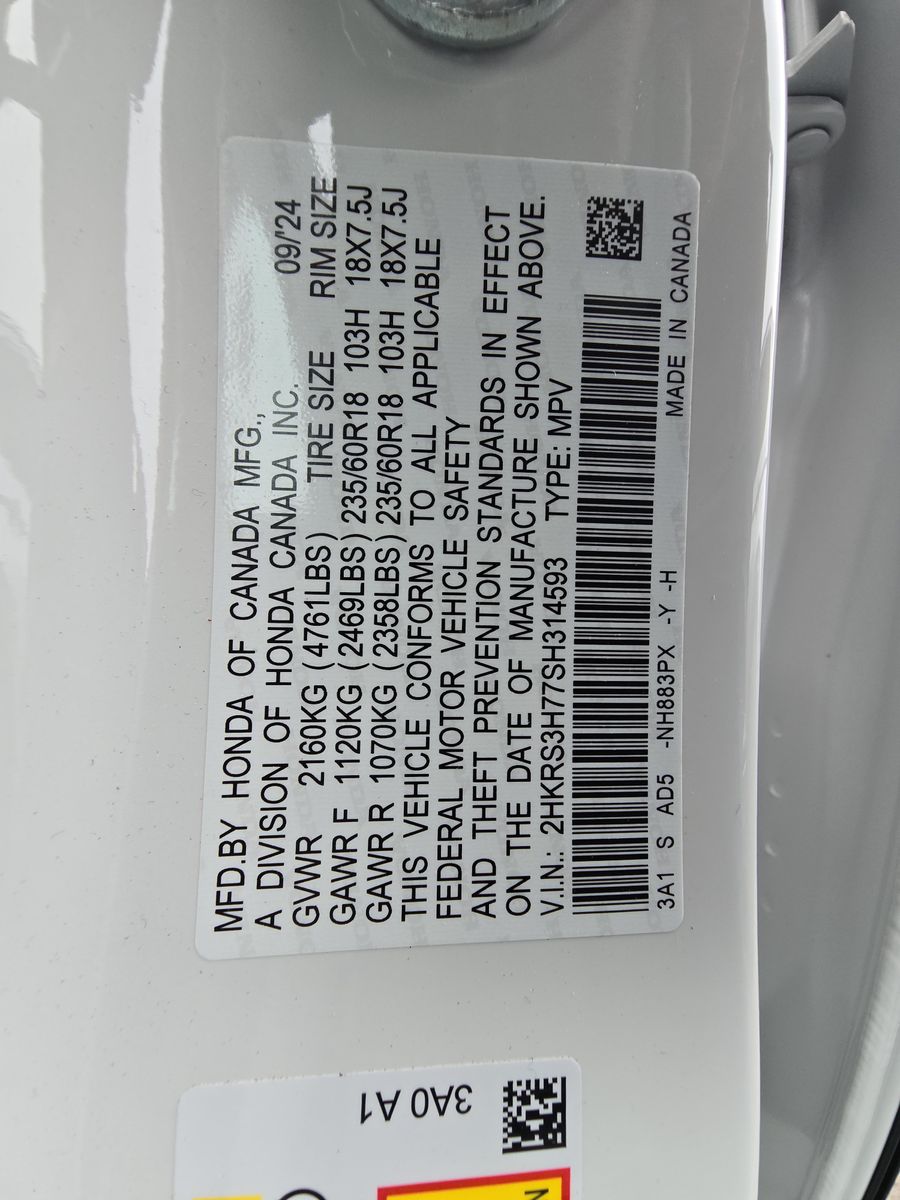 MFD.BY HONDA OF CANADA MFG.,
A DIVISION OF HONDA CANADA INC. 09/'24
GVWR 2160KG (4761LBS) TIRE SIZE RIM SIZE
GAWR F 1120KG (2469LBS) 235/60R18 103H 18X7.5J
GAWR R 1070KG (2358LBS) 235/60R18 103H 18X7.5J
THIS VEHICLE CONFORMS TO ALL APPLICABLE
FEDERAL MOTOR VEHICLE SAFETY
AND THEFT PREVENTION STANDARDS IN EFFECT
ON THE DATE OF MANUFACTURE SHOWN ABOVE.
V.I.N.: 2HKRS3H77SH314593 TYPE: MPV
3A1 S AD5 -NH883PX -Y -H MADE IN CANADA
3A0 A1